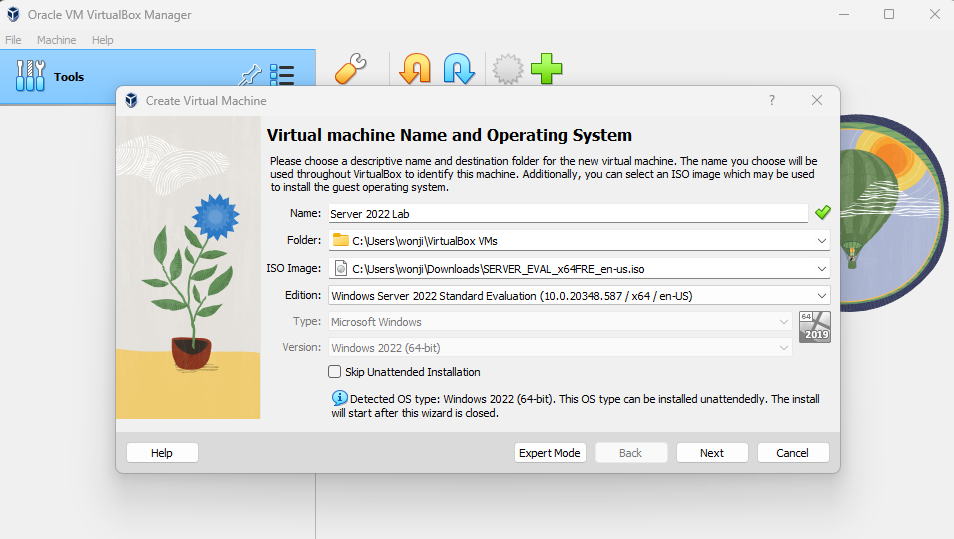 Oracle VM VirtualBox Manager
File Machine Help
Tools
Create Virtual Machine
?
Virtual machine Name and Operating System
Please choose a descriptive name and destination folder for the new virtual machine. The name you choose will be
used throughout VirtualBox to identify this machine. Additionally, you can select an ISO image which may be used
to install the guest operating system.
Name: Server 2022 Lab
Folder: C:\Users\wonji\VirtualBox VMs
ISO Image: C:\Users\wonji\Downloads\SERVER_EVAL_x64FRE_en-us.iso
Edition: Windows Server 2022 Standard Evaluation (10.0.20348.587 / x64 / en-US)
Type: Microsoft Windows
64
2019
Version: Windows 2022 (64-bit)
Skip Unattended Installation
Detected OS type: Windows 2022 (64-bit). This OS type can be installed unattendedly. The install
will start after this wizard is closed.
Help Expert Mode Back Next Cancel